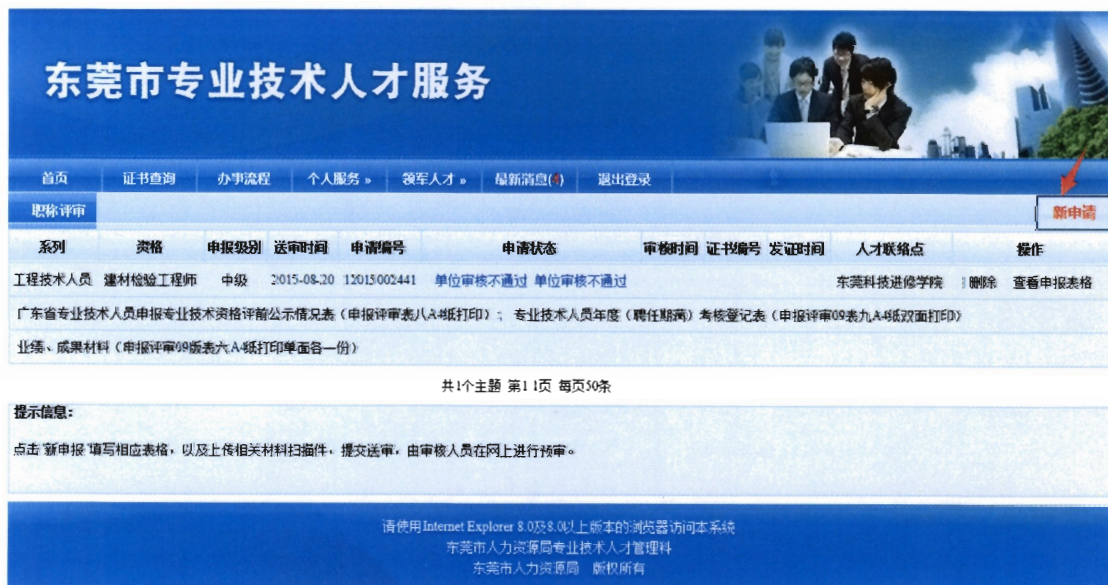 东莞市专业技术人才服务
首页 证书查询 办事流程 个人服务 » 领军人才 » 最新消息(4) 退出登录
职称评审 新申请
系列 资格 申报级别 送审时间 申请编号 申请状态 审核时间 证书编号 发证时间 人才联络点 操作
工程技术人员 建材检验工程师 中级 2015-08-20 12015002441 单位审核不通过 单位审核不通过 东莞科技进修学院 删除 查看申报表格
广东省专业技术人员申报专业技术资格评前公示情况表(申报评审表八A4纸打印); 专业技术人员年度(聘任期满)考核登记表(申报评审09表九A4纸双面打印)
业绩、成果材料(申报评审09版表六A4纸打印单面各一份)
共1个主题 第1 1页 每页50条
提示信息:
点击'新申报'填写相应表格,以及上传相关材料扫描件,提交送审,由审核人员在网上进行预审。
请使用Internet Explorer 8.0及8.0以上版本的浏览器访问本系统
东莞市人力资源局专业技术人才管理科
东莞市人力资源局 版权所有